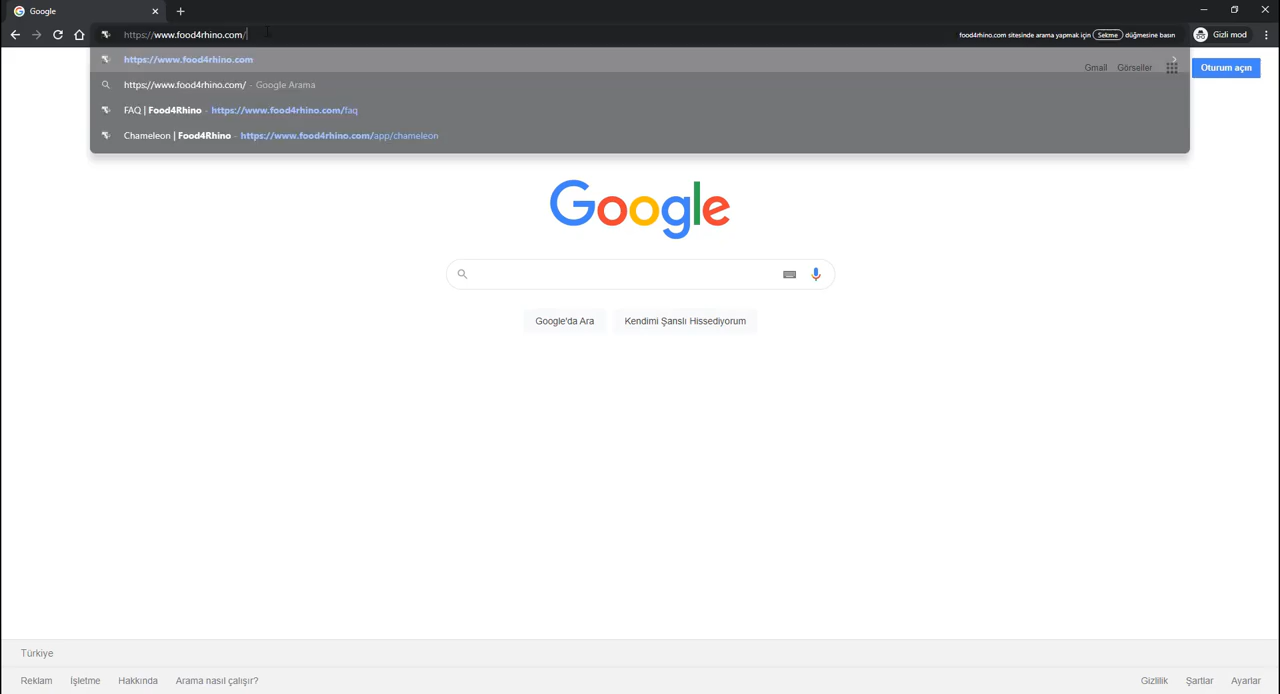 Google
https://www.food4rhino.com/
food4rhino.com sitesinde arama yapmak için Sekme düğmesine basın
Gizli mod
https://www.food4rhino.com
https://www.food4rhino.com/ - Google Arama
FAQ | Food4Rhino - https://www.food4rhino.com/faq
Chameleon | Food4Rhino - https://www.food4rhino.com/app/chameleon
Gmail Görseller
Oturum açın
Google
Google'da Ara
Kendimi Şanslı Hissediyorum
Türkiye
Reklam İşletme Hakkında Arama nasıl çalışır?
Gizlilik Şartlar Ayarlar